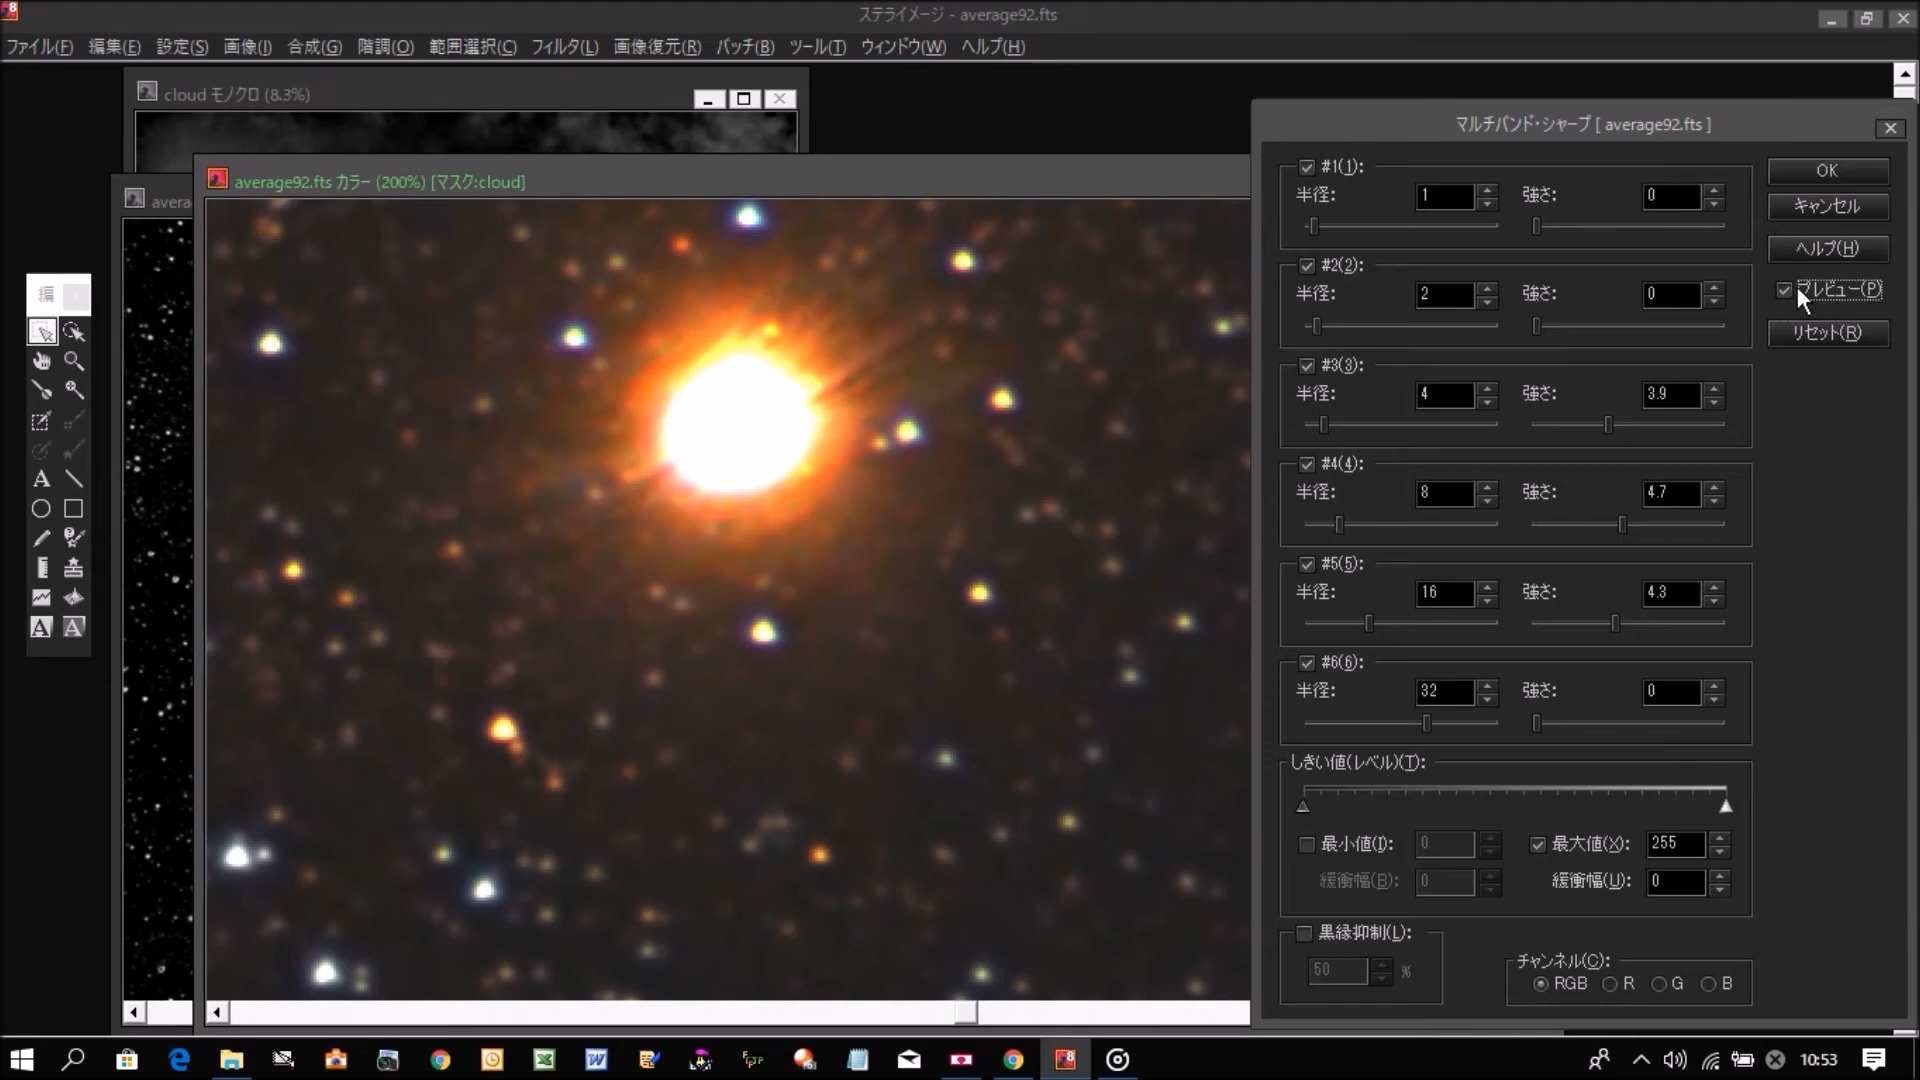 ステライメージ - average92.fts
ファイル(F) 編集(E) 設定(S) 画像(I) 合成(G) 階調(O) 範囲選択(C) フィルタ(L) 画像復元(R) バッチ(B) ツール(T) ウィンドウ(W) ヘルプ(H)
cloud モノクロ (8.3%)
マルチバンド・シャープ [ average92.fts ]
average92.fts カラー (200%) [マスク:cloud]
avera
編
#1(1):
半径: 1 強さ: 0
#2(2):
半径: 2 強さ: 0
#3(3):
半径: 4 強さ: 3.9
#4(4):
半径: 8 強さ: 4.7
#5(5):
半径: 16 強さ: 4.3
#6(6):
半径: 32 強さ: 0
しきい値(レベル)(T):
最小値(I): 0 最大値(X): 255
緩衝幅(B): 0 緩衝幅(U): 0
黒縁抑制(L):
50 %
チャンネル(C):
RGB R G B
OK
キャンセル
ヘルプ(H)
プレビュー(P)
リセット(R)
10:53